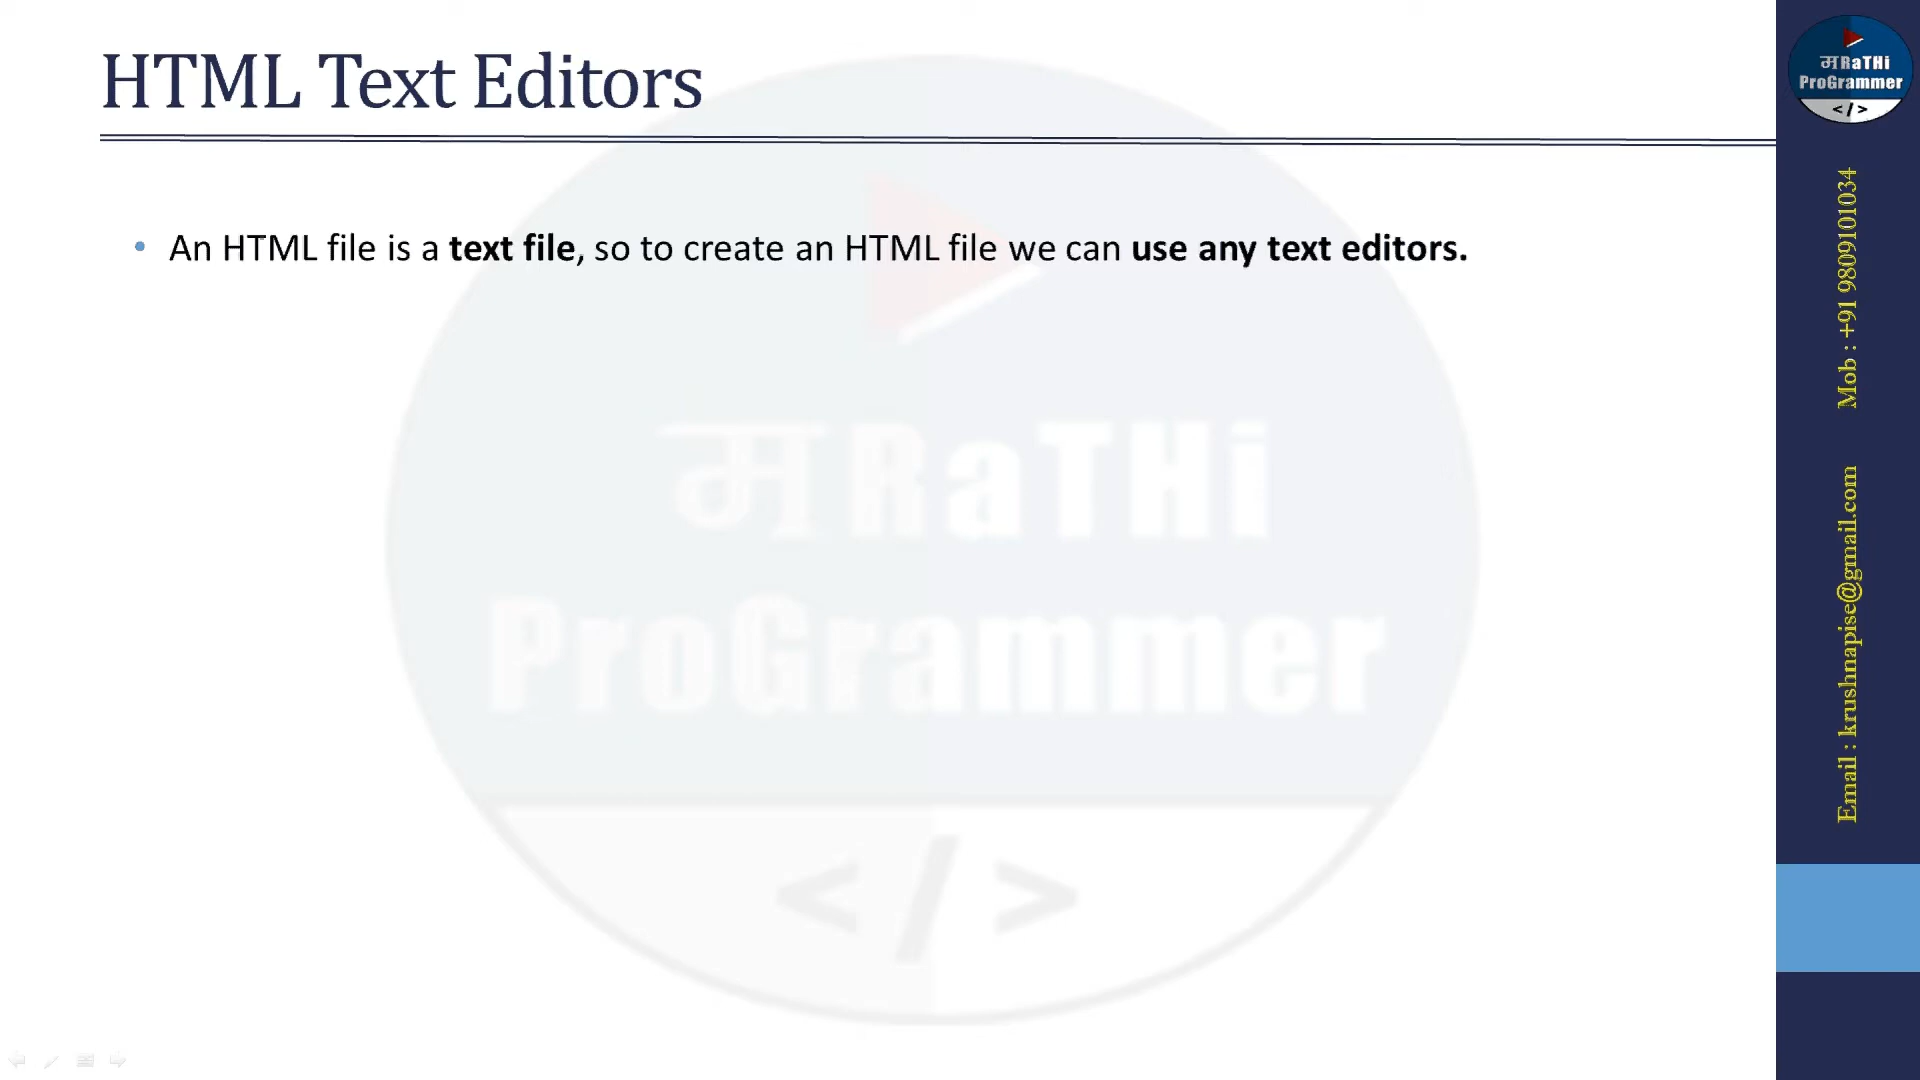 HTML Text Editors
• An HTML file is a text file, so to create an HTML file we can use any text editors.
मRaTHi
ProGrammer
</>
मRaTHi
ProGrammer
</>
Mob : +91 9809101034
Email : krushnapise@gmail.com